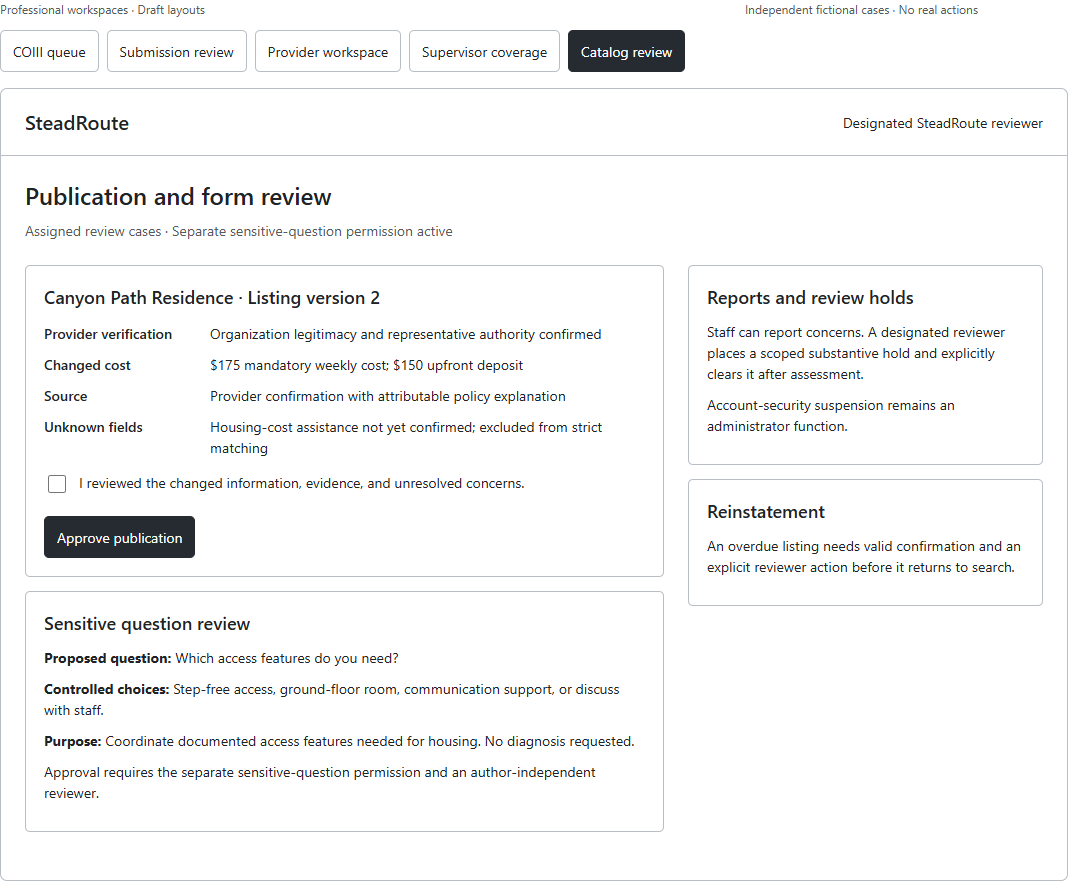 Professional workspaces · Draft layouts
Independent fictional cases · No real actions
COIII queue
Submission review
Provider workspace
Supervisor coverage
Catalog review
SteadRoute
Designated SteadRoute reviewer
Publication and form review
Assigned review cases · Separate sensitive-question permission active
Canyon Path Residence · Listing version 2
Provider verification Organization legitimacy and representative authority confirmed
Changed cost $175 mandatory weekly cost; $150 upfront deposit
Source Provider confirmation with attributable policy explanation
Unknown fields Housing-cost assistance not yet confirmed; excluded from strict
matching
I reviewed the changed information, evidence, and unresolved concerns.
Approve publication
Sensitive question review
Proposed question: Which access features do you need?
Controlled choices: Step-free access, ground-floor room, communication support, or discuss
with staff.
Purpose: Coordinate documented access features needed for housing. No diagnosis requested.
Approval requires the separate sensitive-question permission and an author-independent
reviewer.
Reports and review holds
Staff can report concerns. A designated reviewer
places a scoped substantive hold and explicitly
clears it after assessment.
Account-security suspension remains an
administrator function.
Reinstatement
An overdue listing needs valid confirmation and an
explicit reviewer action before it returns to search.